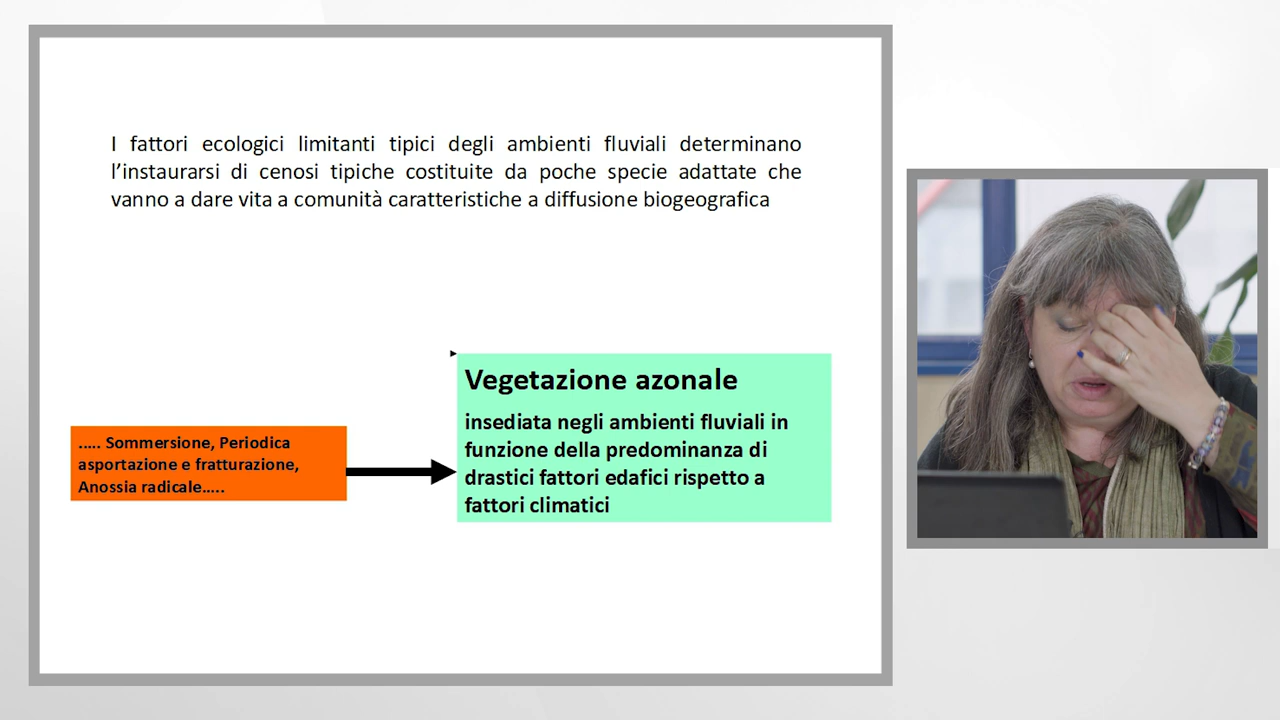 I fattori ecologici limitanti tipici degli ambienti fluviali determinano
l’instaurarsi di cenosi tipiche costituite da poche specie adattate che
vanno a dare vita a comunità caratteristiche a diffusione biogeografica
Vegetazione azonale
insediata negli ambienti fluviali in
funzione della predominanza di
drastici fattori edafici rispetto a
fattori climatici
..... Sommersione, Periodica
asportazione e fratturazione,
Anossia radicale.....